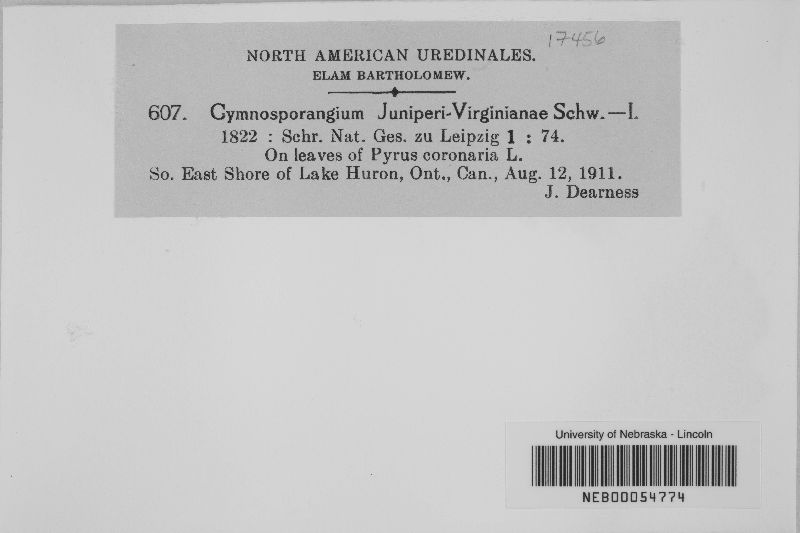 17456
NORTH AMERICAN UREDINALES.
ELAM BARTHOLOMEW.
607. Gymnosporangium Juniperi-Virginianae Schw.—I.
1822 : Schr. Nat. Ges. zu Leipzig 1 : 74.
On leaves of Pyrus coronaria L.
So. East Shore of Lake Huron, Ont., Can., Aug. 12, 1911.
J. Dearness
University of Nebraska - Lincoln
NEB00054774